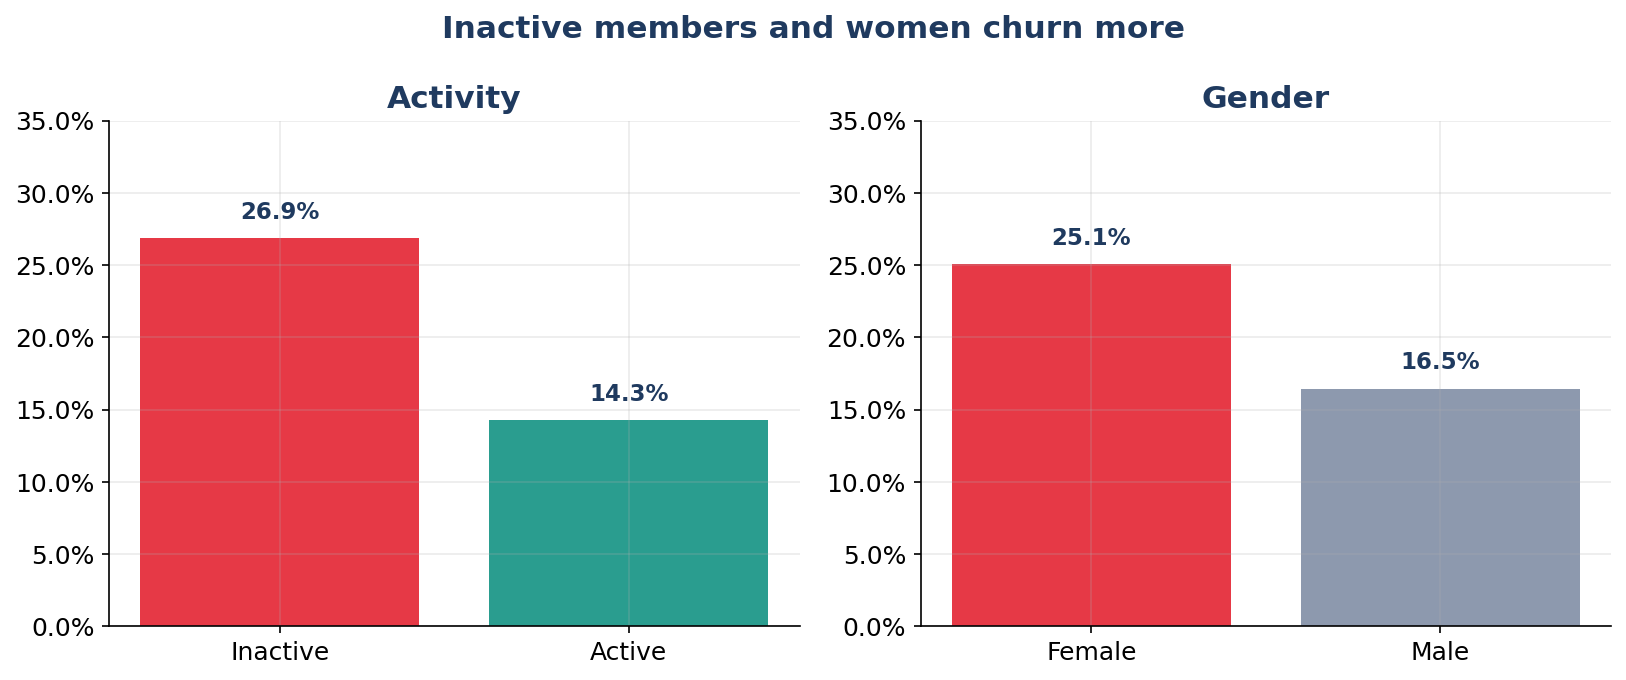 Inactive members and women churn more
Activity
35.0%
30.0%
25.0%
20.0%
15.0%
10.0%
5.0%
0.0%
26.9%
14.3%
Inactive
Active
Gender
35.0%
30.0%
25.0%
20.0%
15.0%
10.0%
5.0%
0.0%
25.1%
16.5%
Female
Male